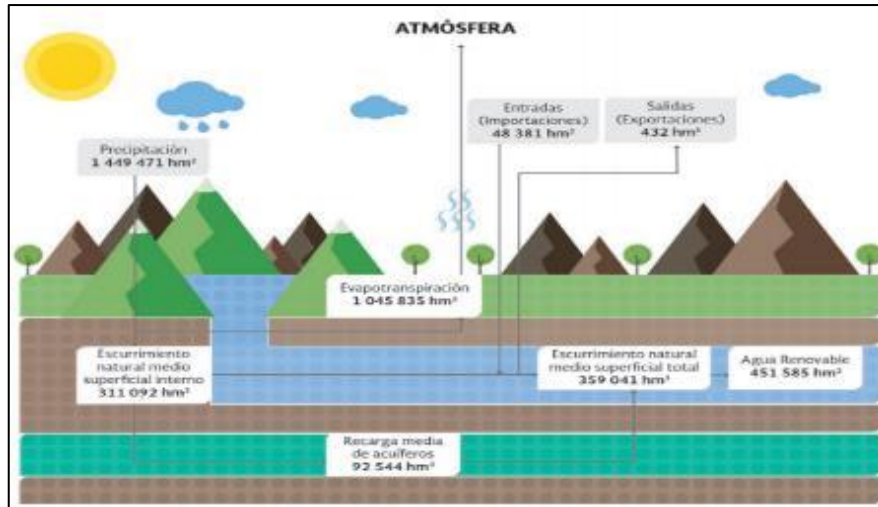 ATMÓSFERA
Entradas
(Importaciones)
48 381 hm³
Salidas
(Exportaciones)
432 hm³
Precipitación
1 449 471 hm³
Evapotranspiración
1 045 835 hm³
Escurrimiento
natural medio
superficial interno
311 092 hm³
Escurrimiento natural
medio superficial total
359 041 hm³
Agua Renovable
451 585 hm³
Recarga media
de acuíferos
92 544 hm³